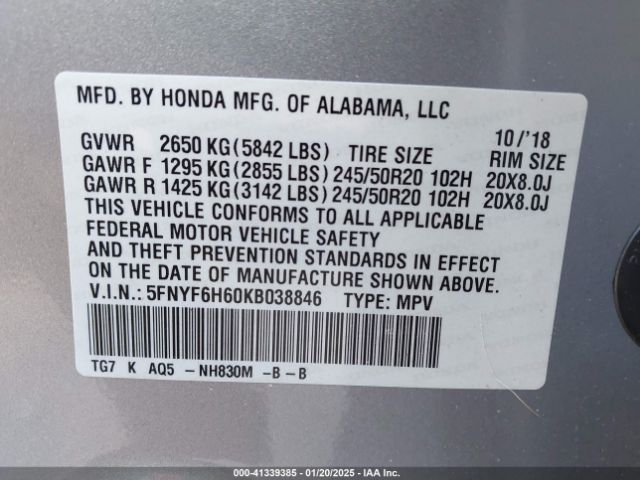 MFD. BY HONDA MFG. OF ALABAMA, LLC
10/'18
GVWR 2650 KG(5842 LBS) TIRE SIZE RIM SIZE
GAWR F 1295 KG(2855 LBS) 245/50R20 102H 20X8.0J
GAWR R 1425 KG(3142 LBS) 245/50R20 102H 20X8.0J
THIS VEHICLE CONFORMS TO ALL APPLICABLE
FEDERAL MOTOR VEHICLE SAFETY
AND THEFT PREVENTION STANDARDS IN EFFECT
ON THE DATE OF MANUFACTURE SHOWN ABOVE.
V.I.N.: 5FNYF6H60KB038846 TYPE: MPV
TG7 K AQ5 -NH830M -B-B
000-41339385 - 01/20/2025 - IAA Inc.